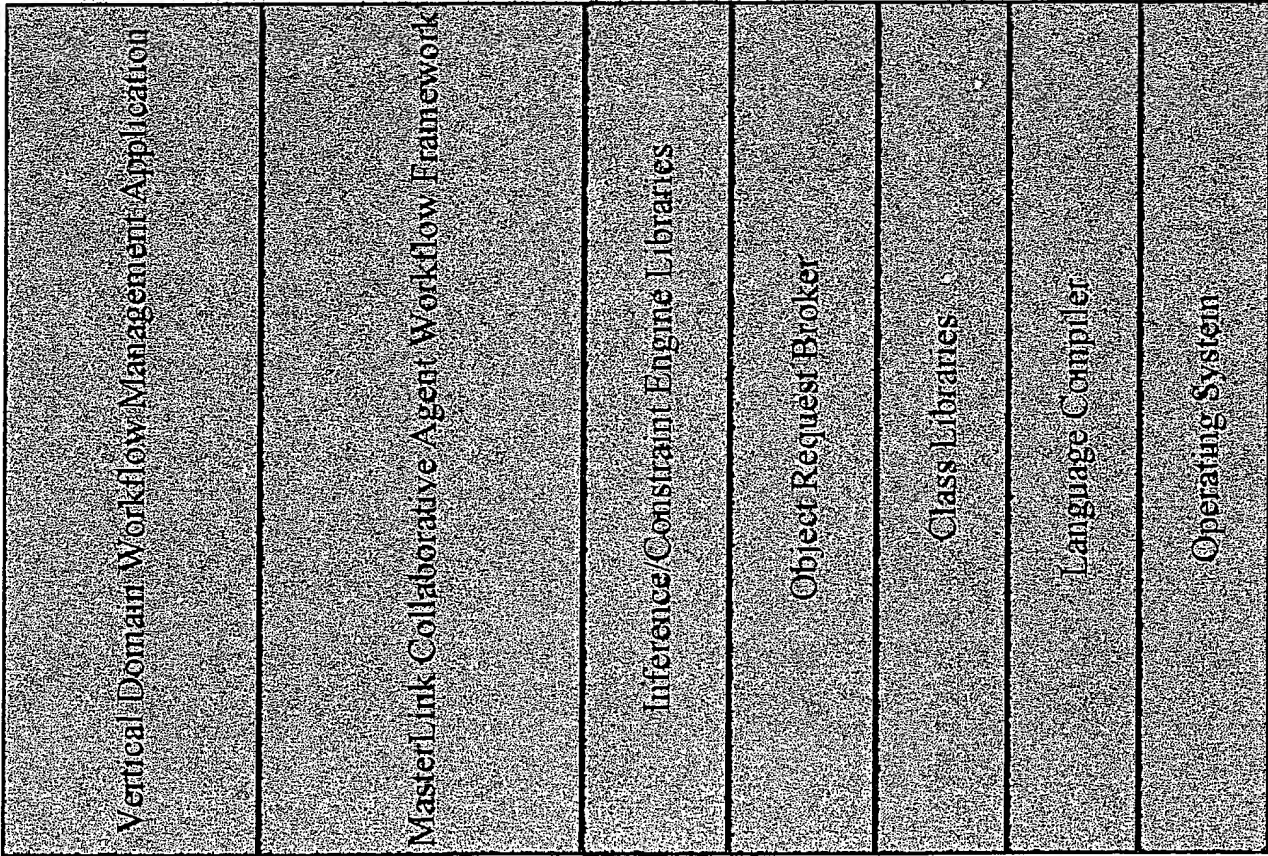 Vertical Domain Workflow Management Application
MasterLink Collaborative Agent Workflow Framework
Inference/Constraint Engine Libraries
Object Request Broker
Class Libraries
Language Compiler
Operating System